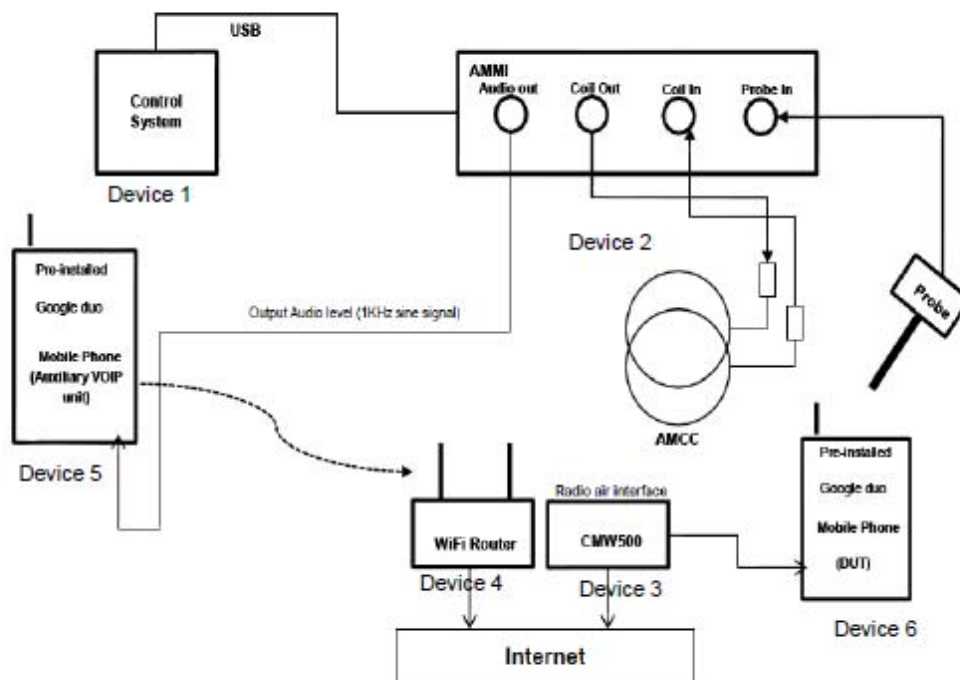 USB
AMMI
Audio out
Coil Out
Coil In
Probe In
Control
System
Device 1
Device 2
Pre-installed
Google duo
Mobile Phone
(Auxiliary VOIP
unit)
Device 5
Output Audio level (1KHz sine signal)
Probe
AMCC
WiFi Router
Device 4
Radio air interface
CMW500
Device 3
Pre-installed
Google duo
Mobile Phone
(DUT)
Device 6
Internet